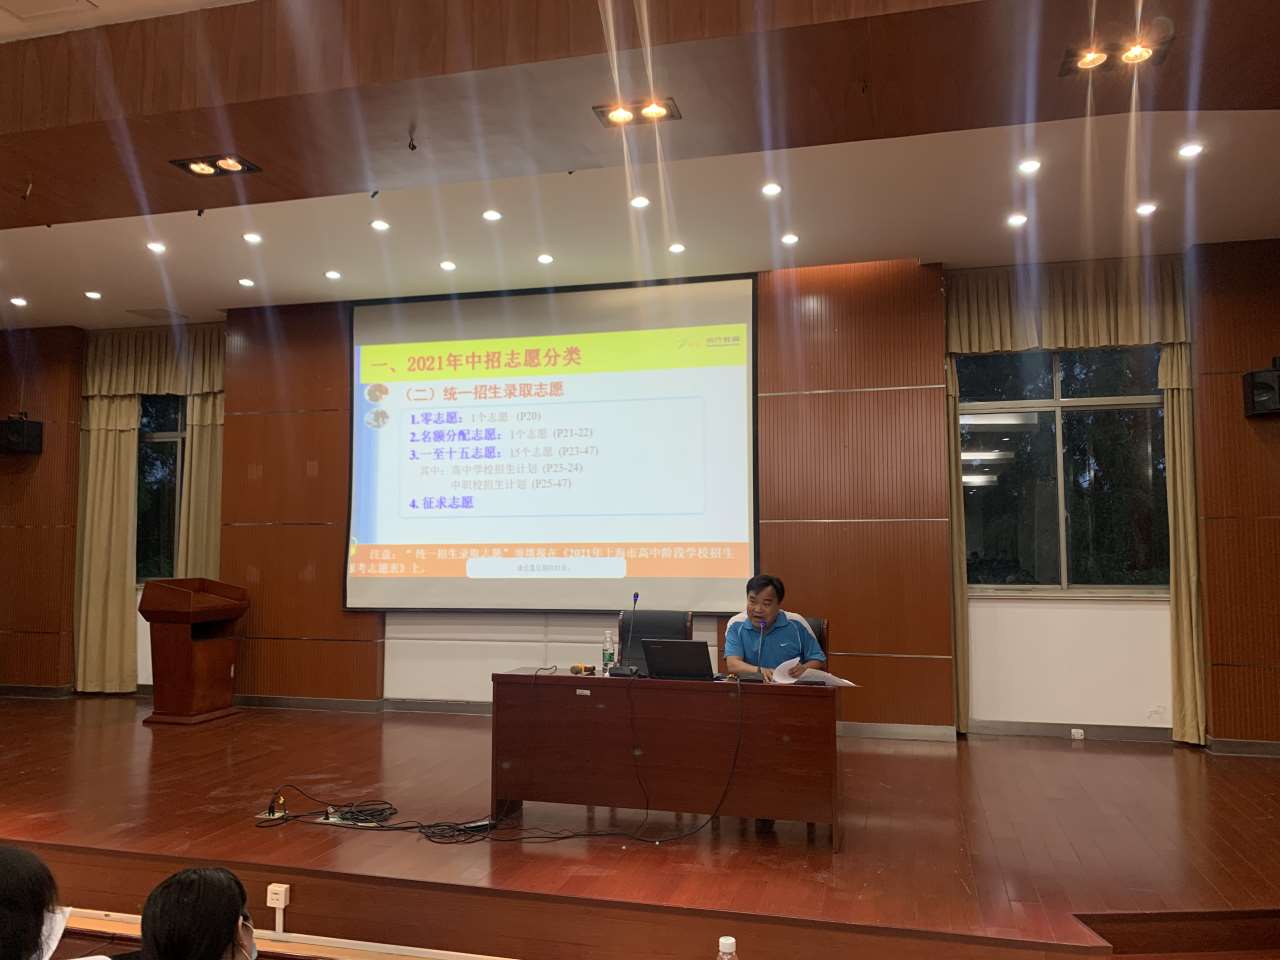 一、2021年中招志愿分类
（二）统一招生录取志愿
1.零志愿：1个志愿 (P20)
2.名额分配志愿：1个志愿 (P21-22)
3.一至十五志愿：15个志愿 (P23-47)
其中：高中学校招生计划 (P23-24)
中职校招生计划 (P25-47)
4. 征求志愿
注意：“统一招生录取志愿”须填报在《2021年上海市高中阶段学校招生
报考志愿表》上。